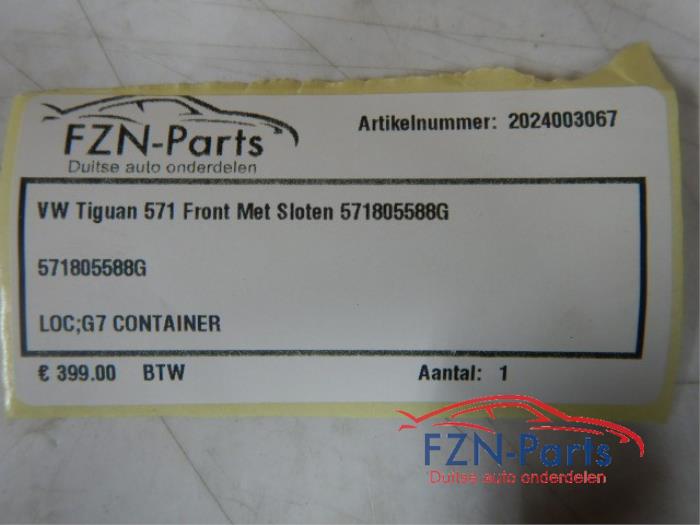 FZN-Parts
Duitse auto onderdelen
Artikelnummer: 2024003067
VW Tiguan 571 Front Met Sloten 571805588G
571805588G
LOC;G7 CONTAINER
€ 399.00 BTW Aantal: 1
FZN-Parts
Duitse auto onderdelen